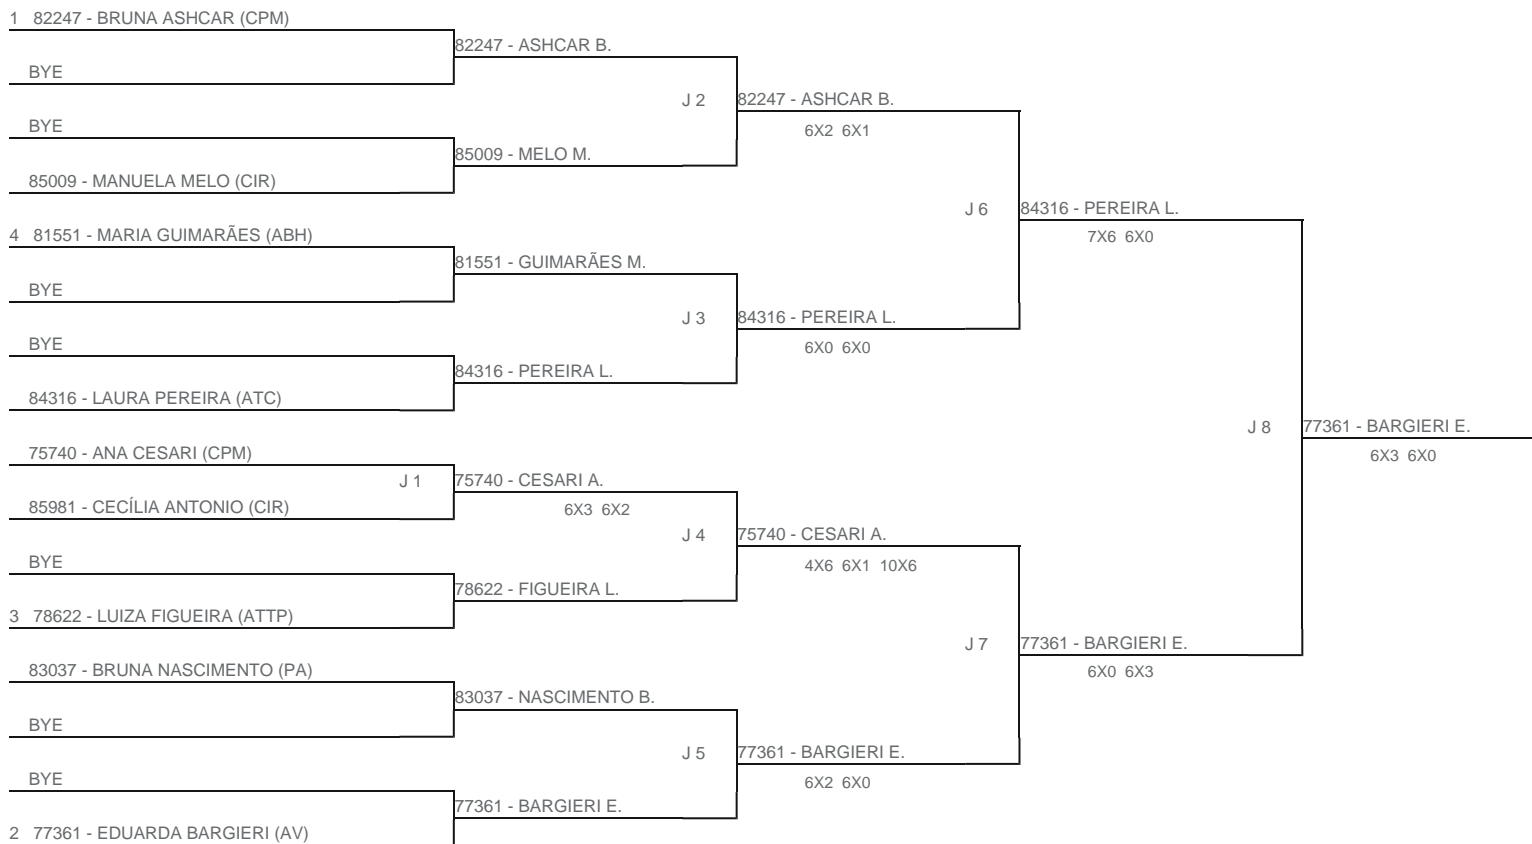 1 82247 - BRUNA ASHCAR (CPM)
82247 - ASHCAR B.
BYE
J 2
82247 - ASHCAR B.
BYE
6X2 6X1
85009 - MELO M.
85009 - MANUELA MELO (CIR)
J 6
84316 - PEREIRA L.
4 81551 - MARIA GUIMARÃES (ABH)
7X6 6X0
81551 - GUIMARÃES M.
BYE
J 3
84316 - PEREIRA L.
BYE
6X0 6X0
84316 - PEREIRA L.
84316 - LAURA PEREIRA (ATC)
J 8
77361 - BARGIERI E.
75740 - ANA CESARI (CPM)
6X3 6X0
J 1
75740 - CESARI A.
85981 - CECÍLIA ANTONIO (CIR)
6X3 6X2
J 4
75740 - CESARI A.
BYE
4X6 6X1 10X6
78622 - FIGUEIRA L.
3 78622 - LUIZA FIGUEIRA (ATTP)
J 7
77361 - BARGIERI E.
83037 - BRUNA NASCIMENTO (PA)
6X0 6X3
83037 - NASCIMENTO B.
BYE
J 5
77361 - BARGIERI E.
BYE
6X2 6X0
77361 - BARGIERI E.
2 77361 - EDUARDA BARGIERI (AV)